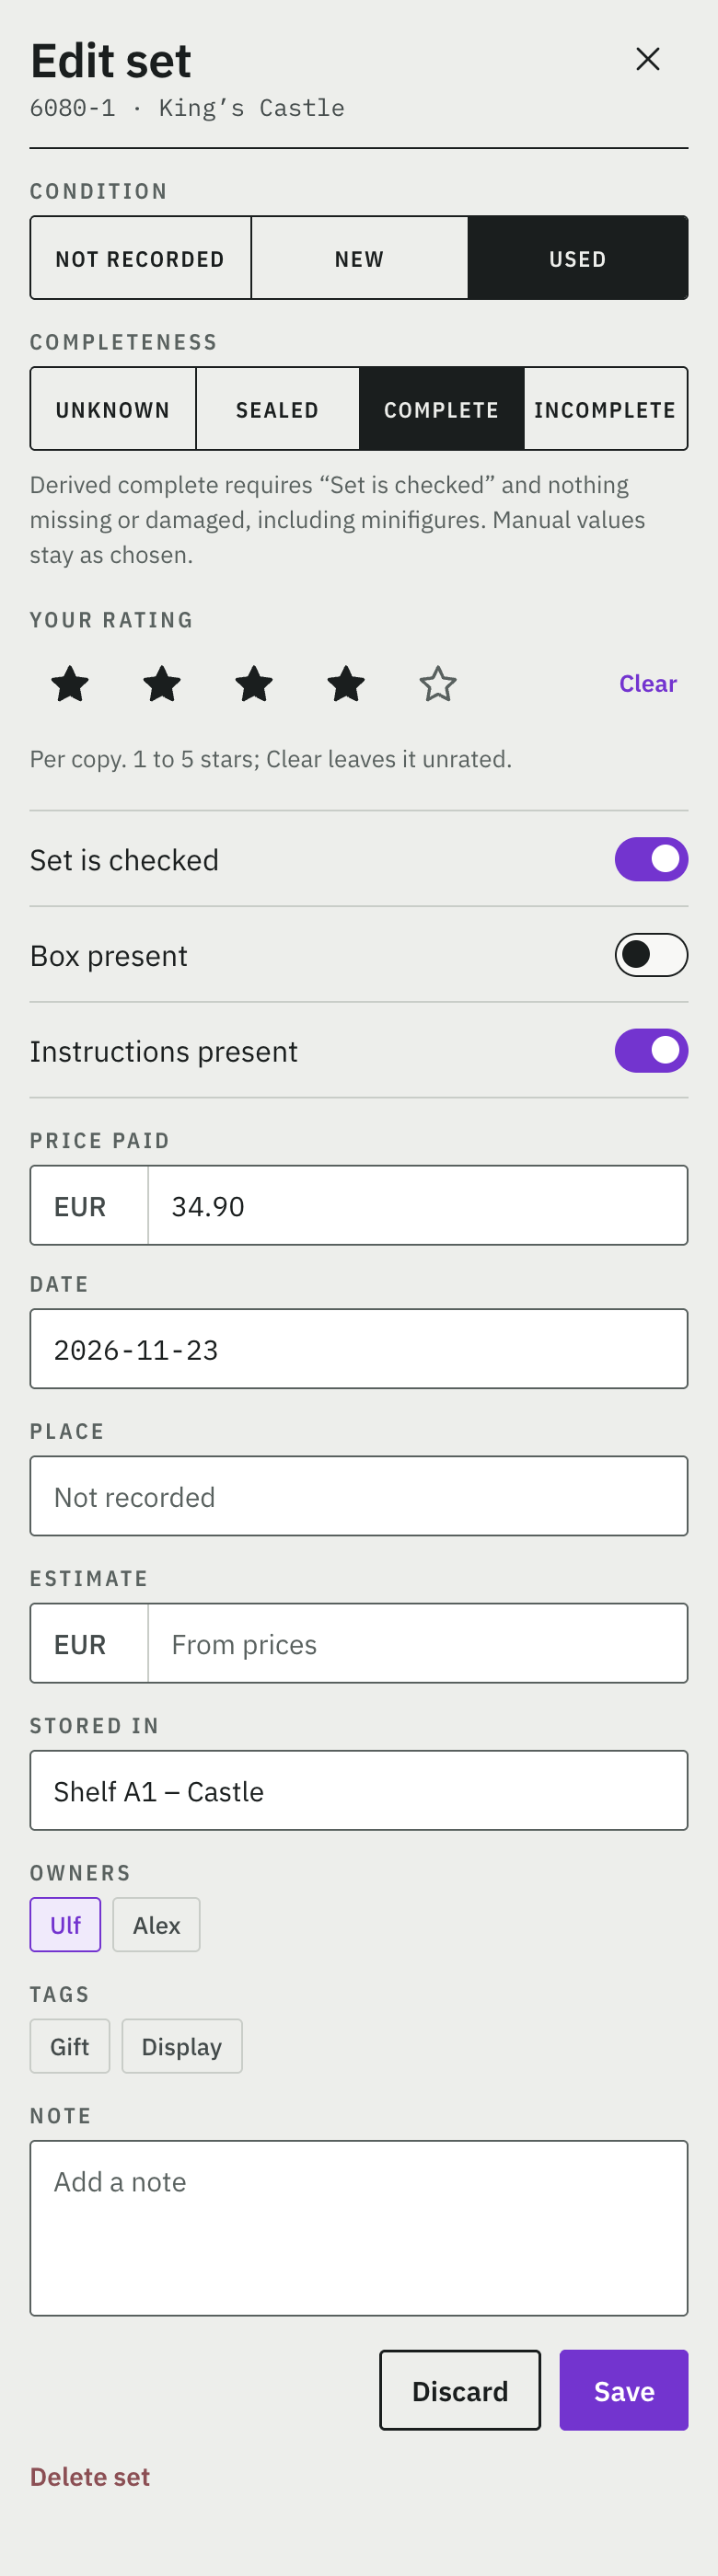 Edit set
6080-1 · King’s Castle
CONDITION
NOT RECORDED NEW USED
COMPLETENESS
UNKNOWN SEALED COMPLETE INCOMPLETE
Derived complete requires “Set is checked” and nothing
missing or damaged, including minifigures. Manual values
stay as chosen.
YOUR RATING
Clear
Per copy. 1 to 5 stars; Clear leaves it unrated.
Set is checked
Box present
Instructions present
PRICE PAID
EUR 34.90
DATE
2026-11-23
PLACE
Not recorded
ESTIMATE
EUR From prices
STORED IN
Shelf A1 – Castle
OWNERS
Ulf Alex
TAGS
Gift Display
NOTE
Add a note
Discard Save
Delete set